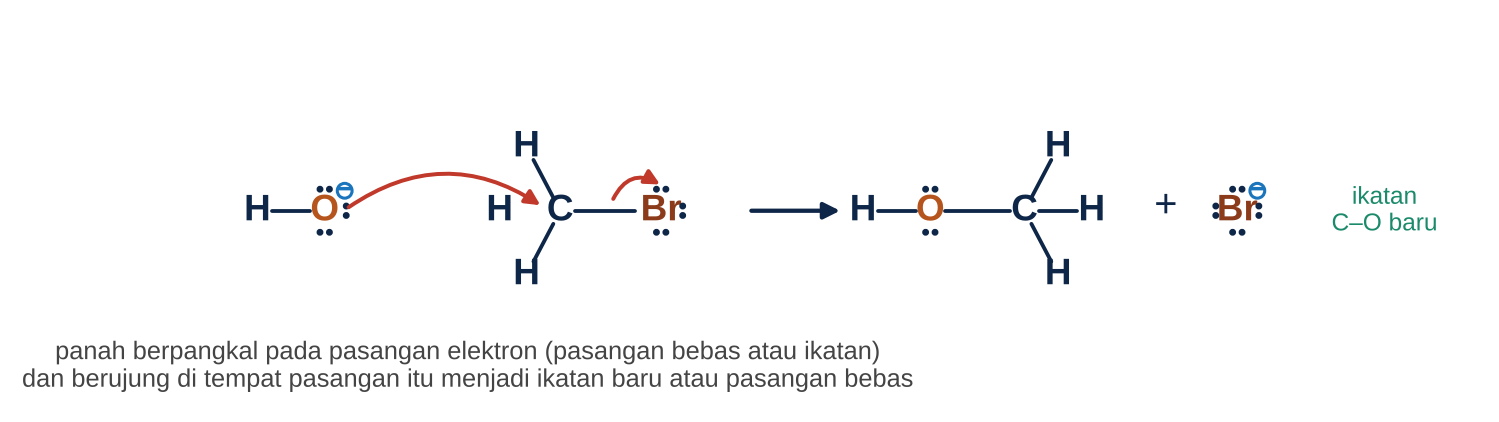 H
H
H O ⊖ H C Br H O C H + Br ⊖
H
H
ikatan
C–O baru
panah berpangkal pada pasangan elektron (pasangan bebas atau ikatan)
dan berujung di tempat pasangan itu menjadi ikatan baru atau pasangan bebas